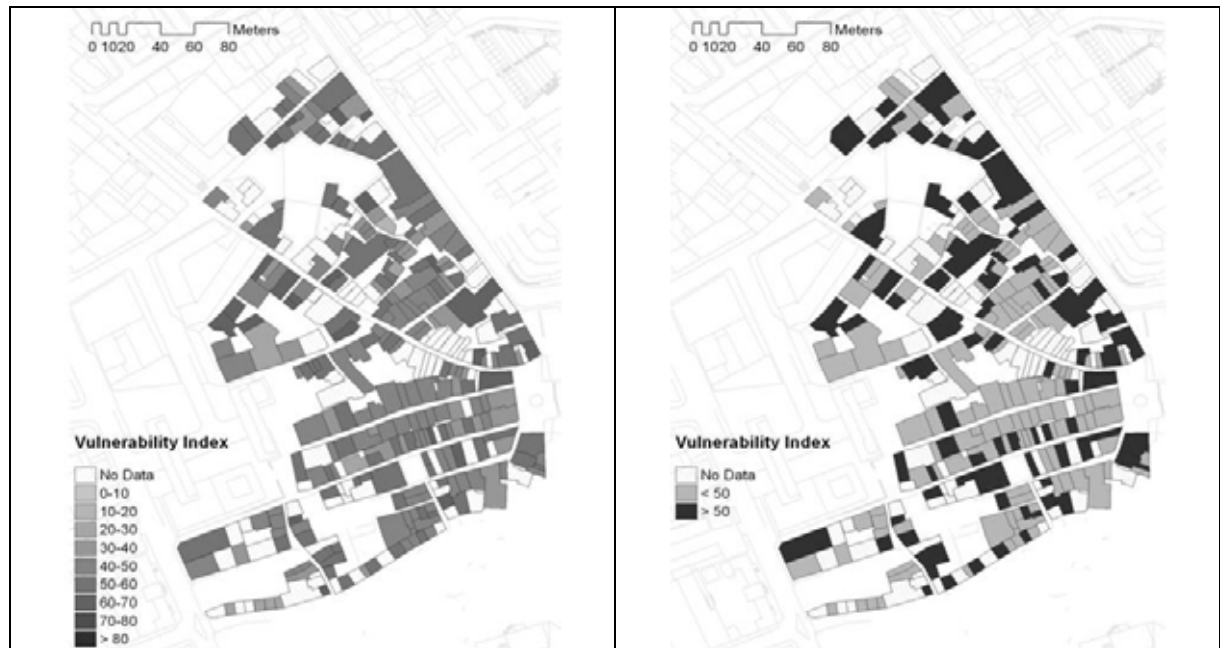 Meters
0 1020 40 60 80
Vulnerability Index
No Data
0-10
10-20
20-30
30-40
40-50
50-60
60-70
70-80
> 80
Meters
0 1020 40 60 80
Vulnerability Index
No Data
< 50
> 50